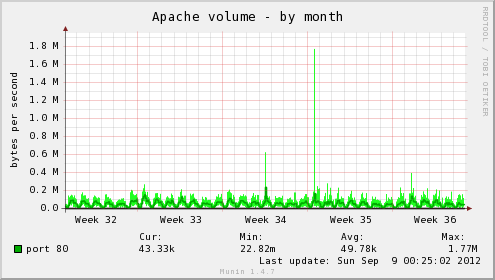 Apache volume - by month
RRDTOOL / TOBI OETIKER
bytes per second
1.8 M
1.6 M
1.4 M
1.2 M
1.0 M
0.8 M
0.6 M
0.4 M
0.2 M
0.0
Week 32 Week 33 Week 34 Week 35 Week 36
Cur: Min: Avg: Max:
port 80 43.33k 22.82m 49.78k 1.77M
Last update: Sun Sep 9 00:25:02 2012
Munin 1.4.7